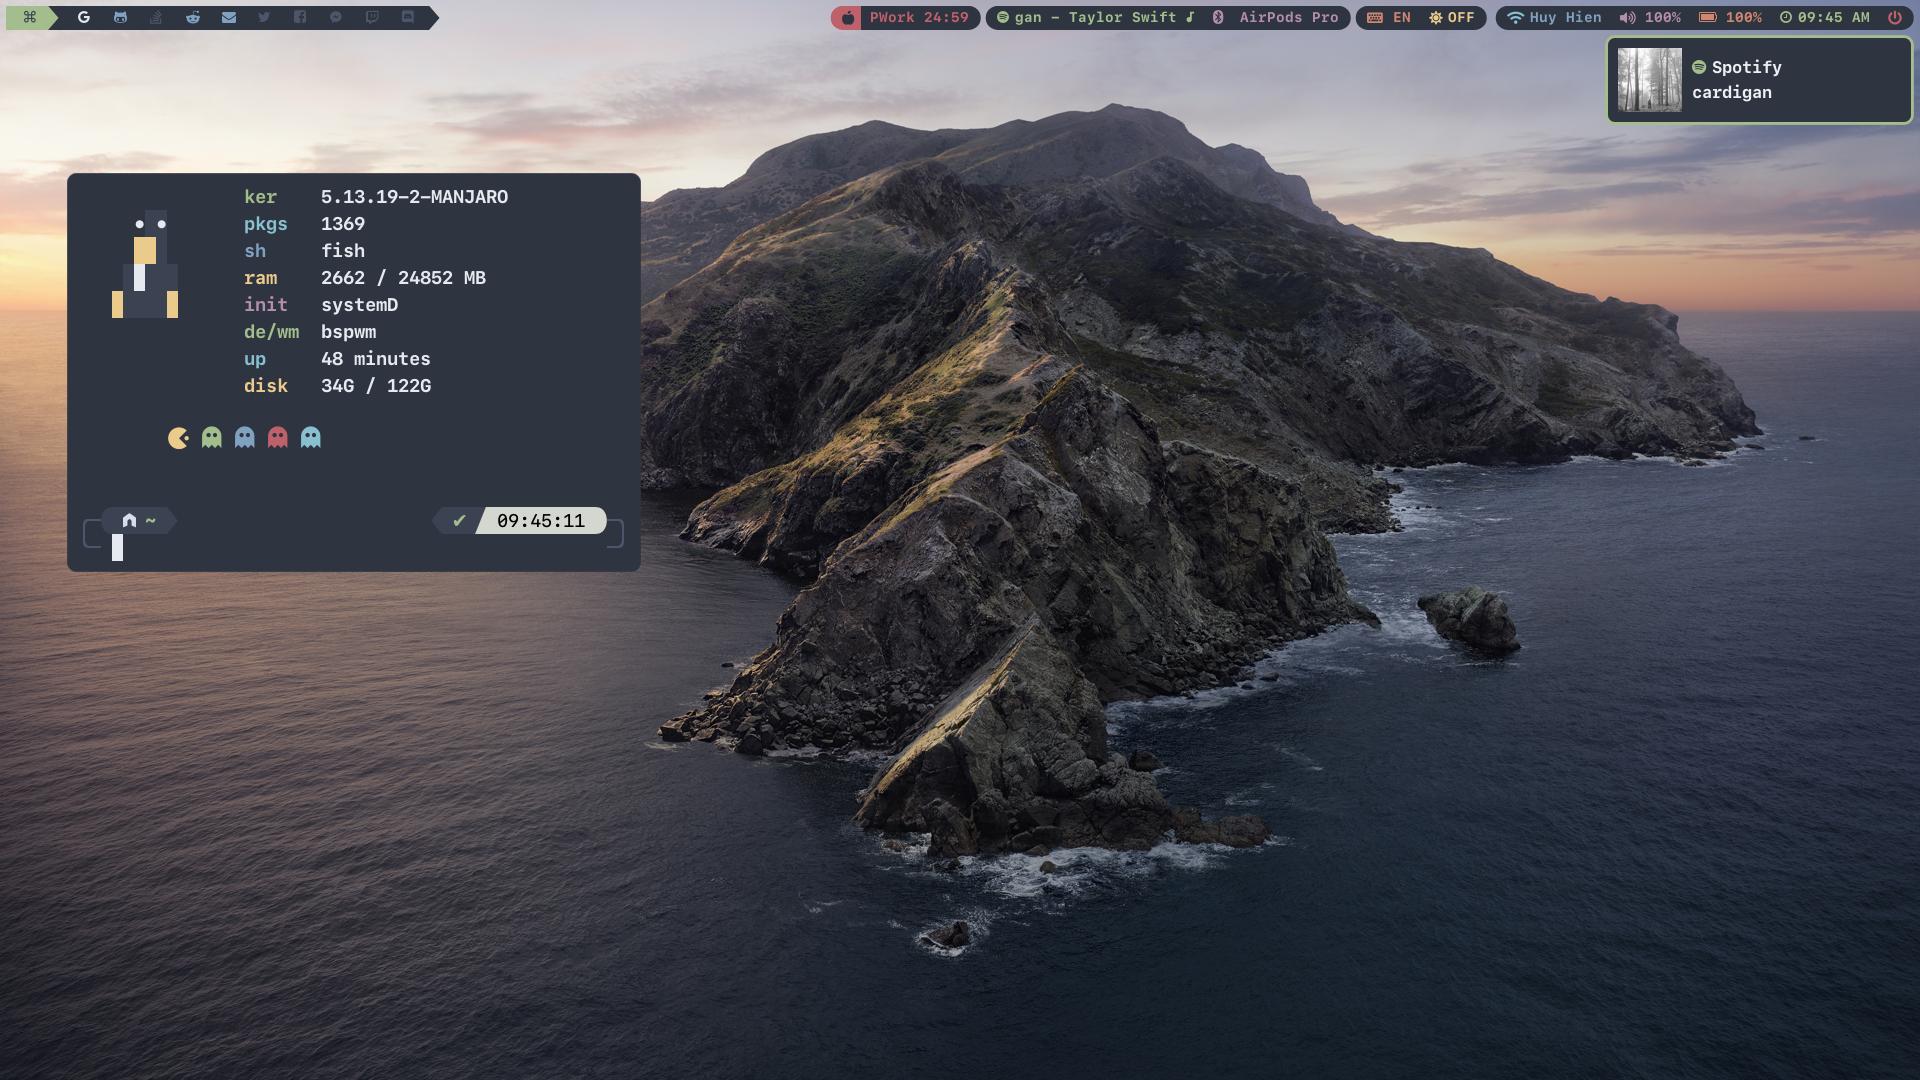 ⌘ G
PWork 24:59
gan – Taylor Swift ♪ AirPods Pro
EN OFF
Huy Hien 100% 100% 09:45 AM
Spotify
cardigan
ker 5.13.19-2-MANJARO
pkgs 1369
sh fish
ram 2662 / 24852 MB
init systemD
de/wm bspwm
up 48 minutes
disk 34G / 122G
~ ✔ 09:45:11